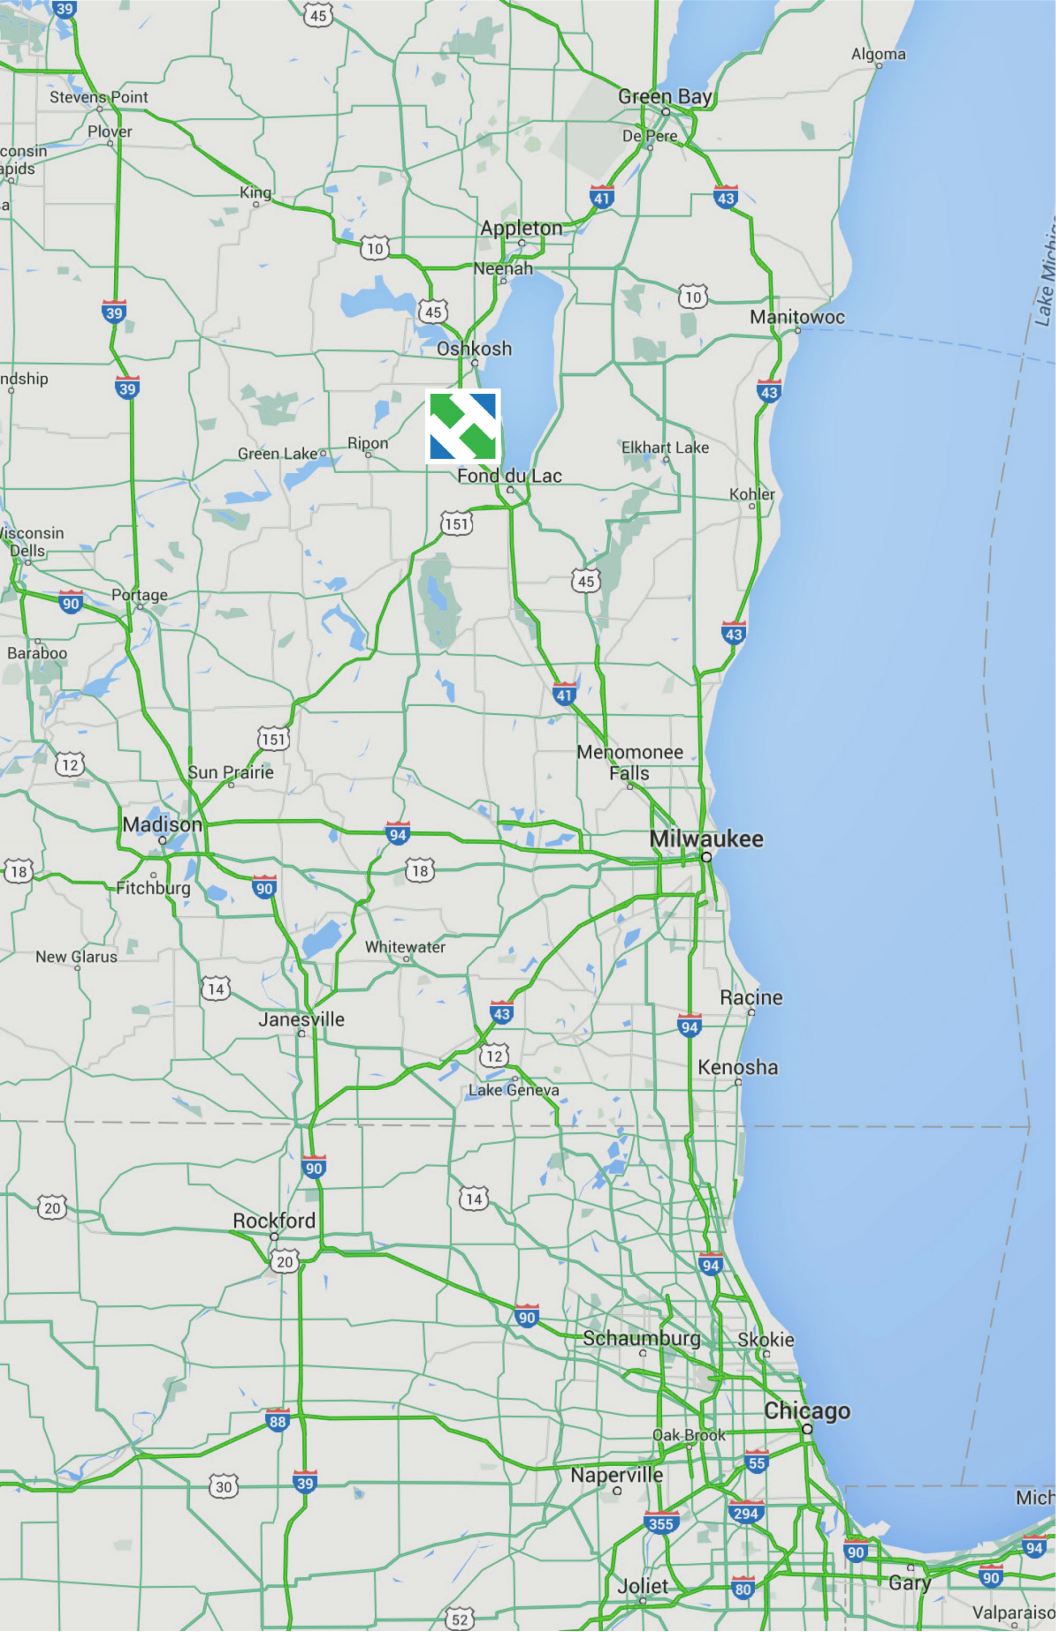 39
45
Algoma
Stevens Point
Green Bay
Plover
De Pere
consin
apids
King
41
43
Appleton
10
Neenah
10
39
45
Manitowoc
Lake Michig
Oshkosh
ndship
39
43
Ripon
Elkhart Lake
Green Lake
Fond du Lac
Kohler
151
Wisconsin
Dells
45
90
Portage
43
Baraboo
41
151
Menomonee
Falls
12
Sun Prairie
Madison
94
Milwaukee
18
18
90
Fitchburg
Whitewater
New Glarus
14
Racine
43
Janesville
94
12
Kenosha
Lake Geneva
90
14
20
Rockford
20
94
90
Schaumburg
Skokie
Chicago
88
Oak Brook
55
Naperville
39
30
Mich
294
355
94
90
90
Gary
Joliet
80
Valparaiso
52